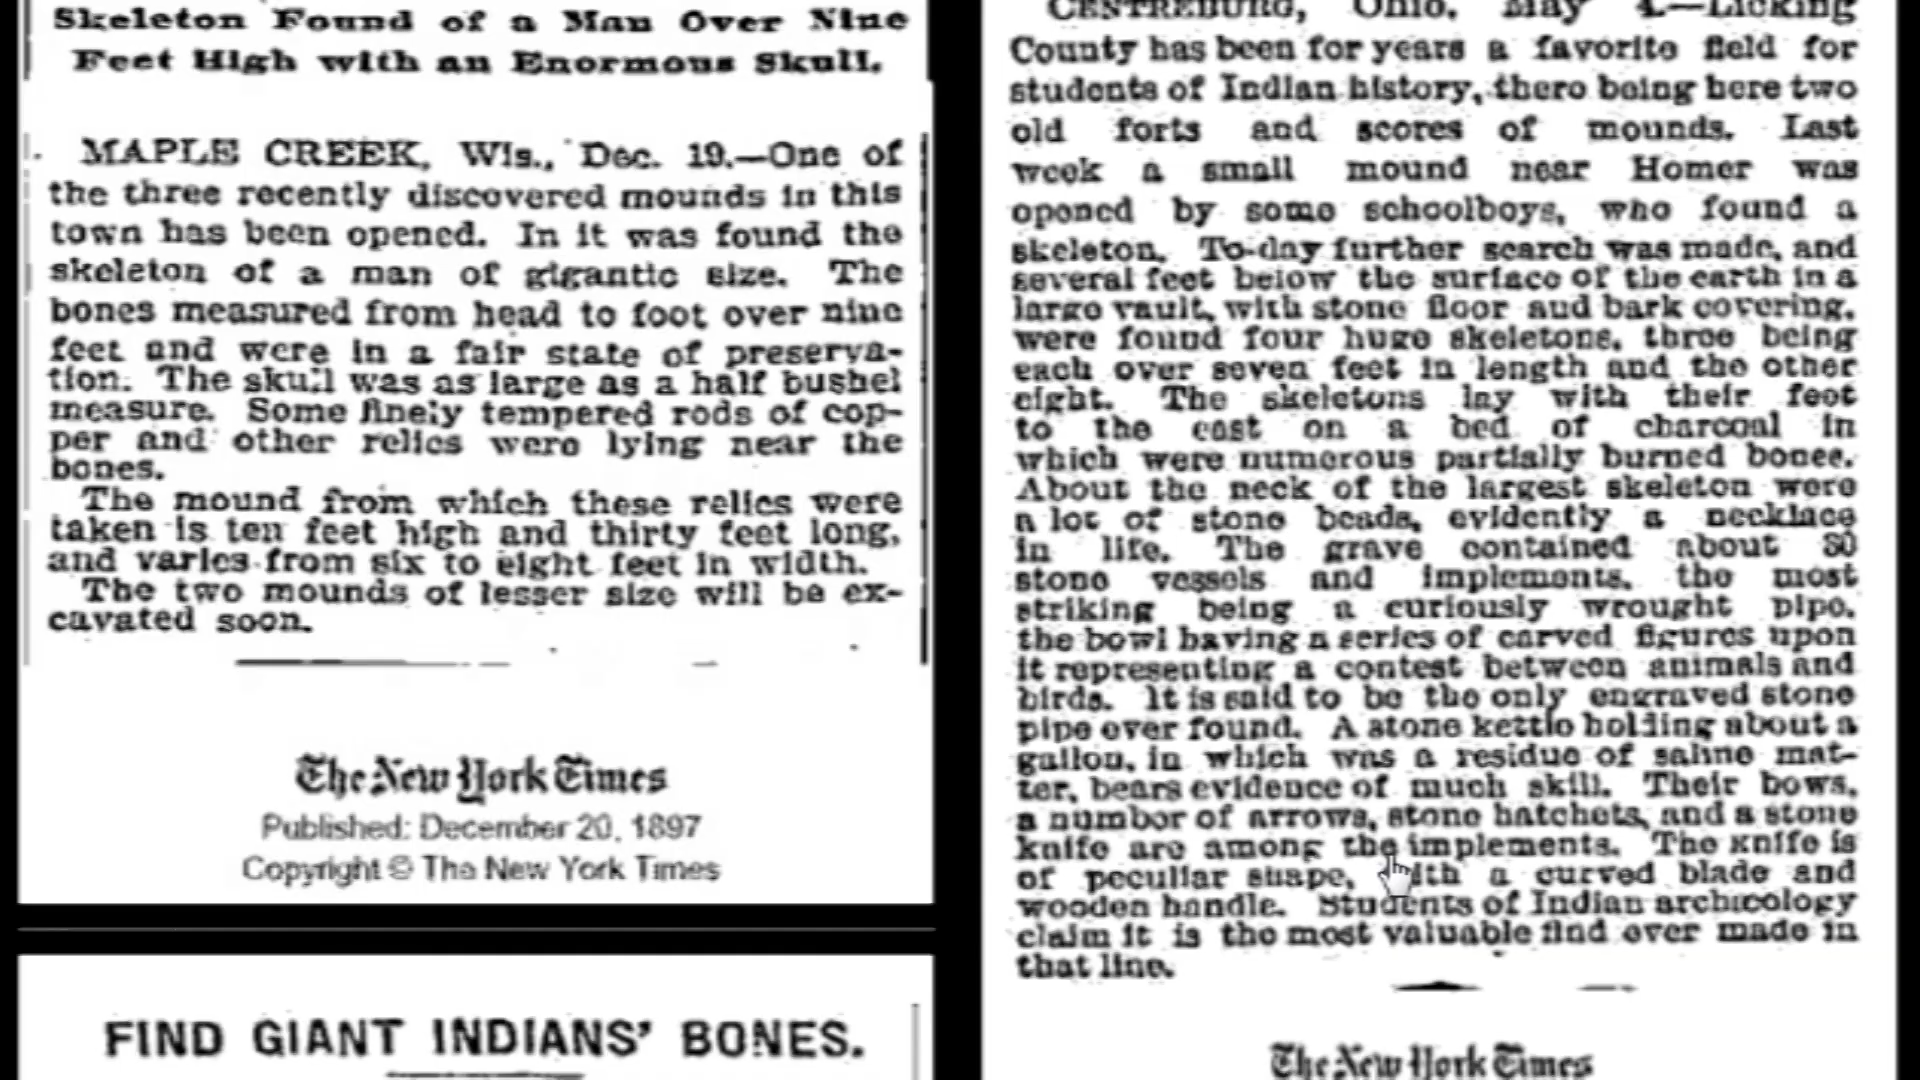 Skeleton Found of a Man Over Nine
Feet High with an Enormous Skull.
MAPLE CREEK, Wis., Dec. 19.—One of
the three recently discovered mounds in this
town has been opened. In it was found the
skeleton of a man of gigantic size. The
bones measured from head to foot over nine
feet and were in a fair state of preserva-
tion. The skull was as large as a half bushel
measure. Some finely tempered rods of cop-
per and other relics were lying near the
bones.
The mound from which these relics were
taken is ten feet high and thirty feet long,
and varies from six to eight feet in width.
The two mounds of lesser size will be ex-
cavated soon.
The New York Times
Published: December 20, 1897
Copyright © The New York Times
FIND GIANT INDIANS' BONES.
CENTREBURG, Ohio, May 4.—Licking
County has been for years a favorite field for
students of Indian history, there being here two
old forts and scores of mounds. Last
week a small mound near Homer was
opened by some schoolboys, who found a
skeleton. To-day further search was made, and
several feet below the surface of the earth in a
large vault, with stone floor and bark covering,
were found four huge skeletons, three being
each over seven feet in length and the other
eight. The skeletons lay with their feet
to the east on a bed of charcoal in
which were numerous partially burned bones.
About the neck of the largest skeleton were
a lot of stone beads, evidently a necklace
in life. The grave contained about 30
stone vessels and implements, the most
striking being a curiously wrought pipe,
the bowl having a series of carved figures upon
it representing a contest between animals and
birds. It is said to be the only engraved stone
pipe ever found. A stone kettle holding about a
gallon, in which was a residue of saline mat-
ter, bears evidence of much skill. Their bows,
a number of arrows, stone hatchets, and a stone
knife are among the implements. The knife is
of peculiar shape, with a curved blade and
wooden handle. Students of Indian archæology
claim it is the most valuable find ever made in
that line.
The New York Times